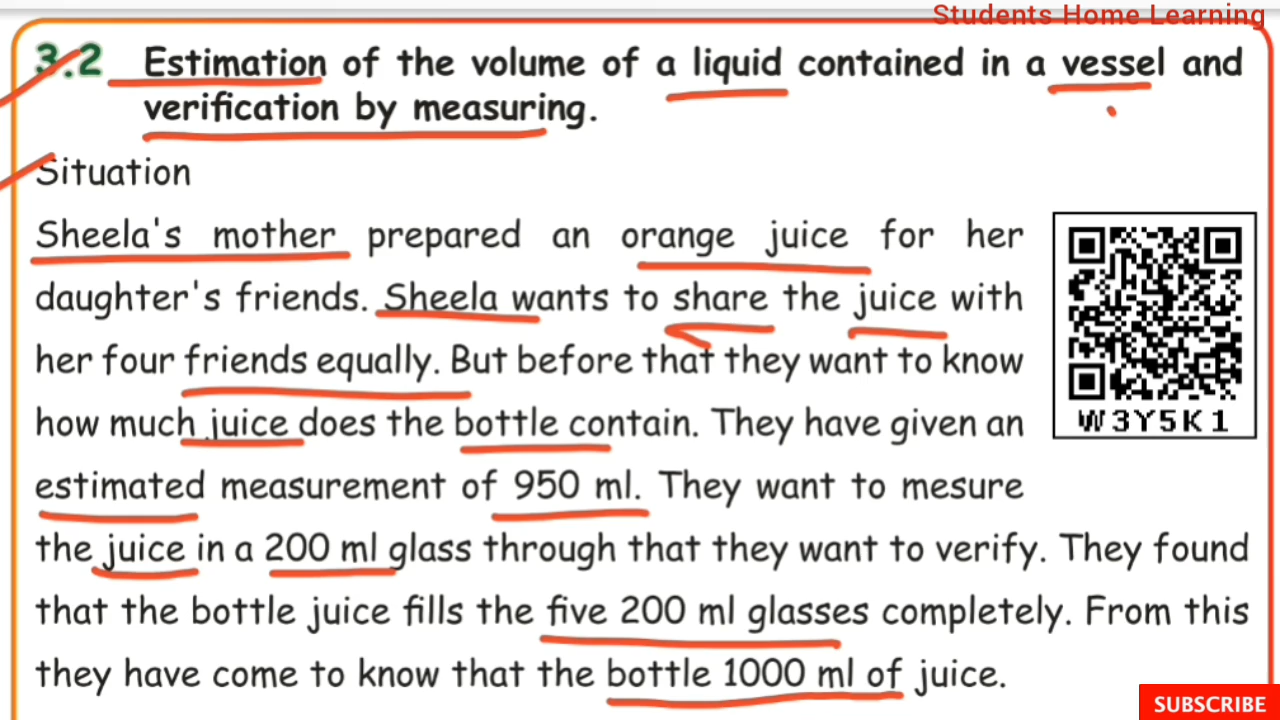 Students Home Learning
3.2 Estimation of the volume of a liquid contained in a vessel and
verification by measuring.
Situation
Sheela's mother prepared an orange juice for her
daughter's friends. Sheela wants to share the juice with
her four friends equally. But before that they want to know
how much juice does the bottle contain. They have given an
estimated measurement of 950 ml. They want to mesure
the juice in a 200 ml glass through that they want to verify. They found
that the bottle juice fills the five 200 ml glasses completely. From this
they have come to know that the bottle 1000 ml of juice.
W3Y5K1
SUBSCRIBE